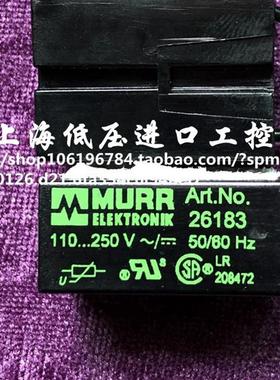 上海低压进口工控
https://shop106196784.taobao.com/?spm
MURR
ELEKTRONIK
Art.No.
26183
110...250 V ~/⎓ 50/60 Hz
LR
208472